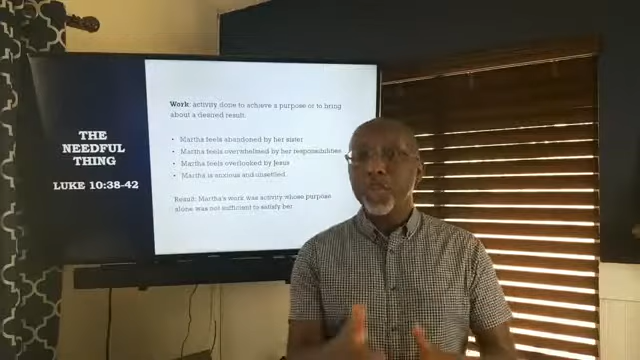 THE
NEEDFUL
THING
LUKE 10:38-42
Work: activity done to achieve a purpose or to bring
about a desired result.
• Martha feels abandoned by her sister
• Martha feels overwhelmed by her responsibilities
• Martha feels overlooked by Jesus
• Martha is anxious and unsettled.
Result: Martha's work was activity whose purpose
alone was not sufficient to satisfy her